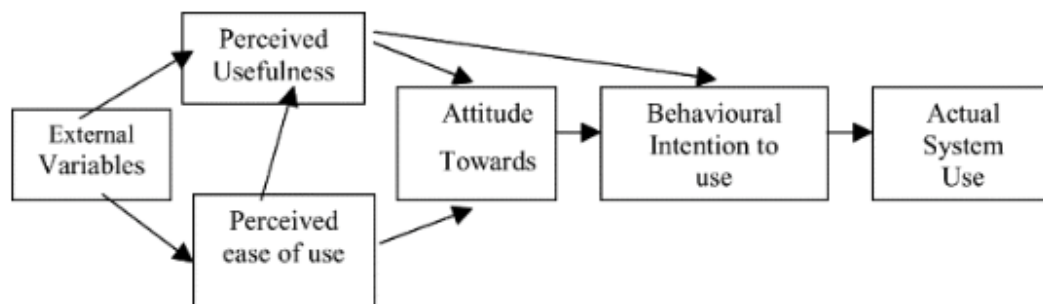 Perceived
Usefulness
External
Variables
Perceived
ease of use
Attitude
Towards
Behavioural
Intention to
use
Actual
System
Use